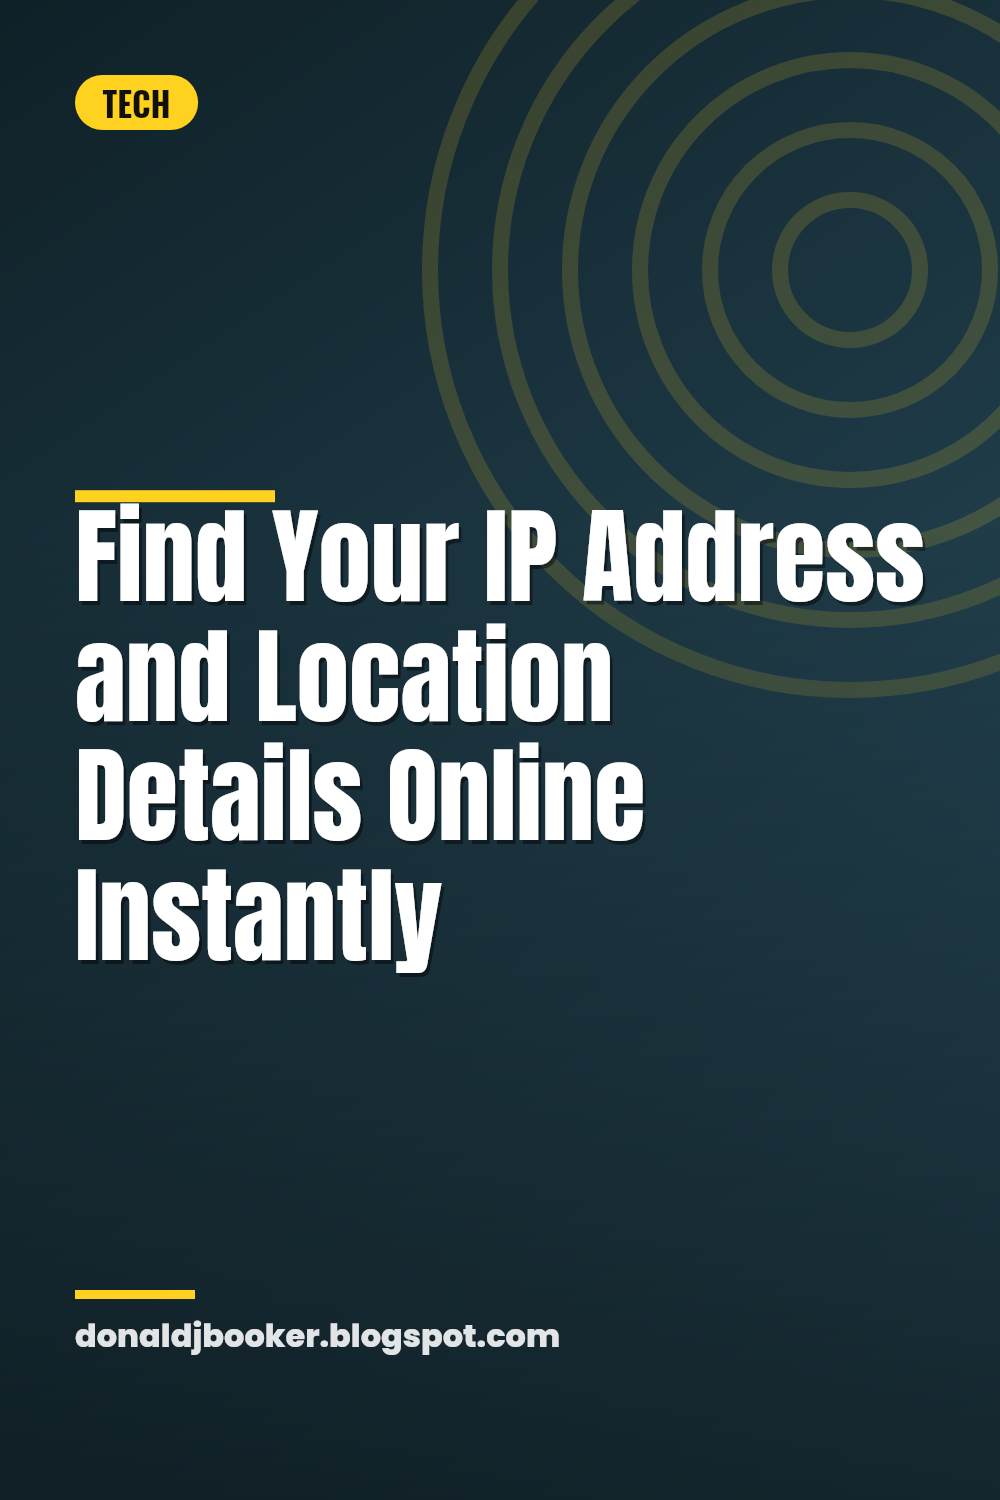 TECH
Find Your IP Address
and Location
Details Online
Instantly
donaldjbooker.blogspot.com